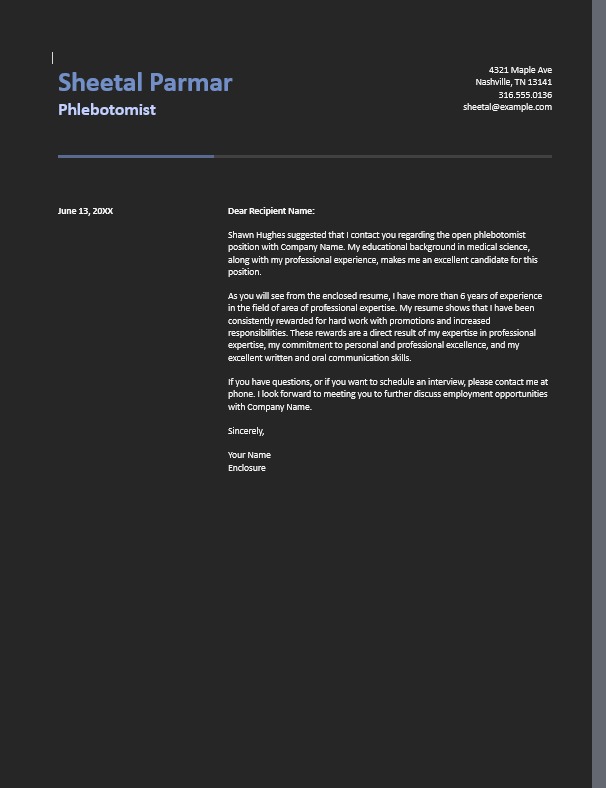 Sheetal Parmar
Phlebotomist
4321 Maple Ave
Nashville, TN 13141
316.555.0136
sheetal@example.com
June 13, 20XX
Dear Recipient Name:
Shawn Hughes suggested that I contact you regarding the open phlebotomist
position with Company Name. My educational background in medical science,
along with my professional experience, makes me an excellent candidate for this
position.
As you will see from the enclosed resume, I have more than 6 years of experience
in the field of area of professional expertise. My resume shows that I have been
consistently rewarded for hard work with promotions and increased
responsibilities. These rewards are a direct result of my expertise in professional
expertise, my commitment to personal and professional excellence, and my
excellent written and oral communication skills.
If you have questions, or if you want to schedule an interview, please contact me at
phone. I look forward to meeting you to further discuss employment opportunities
with Company Name.
Sincerely,
Your Name
Enclosure